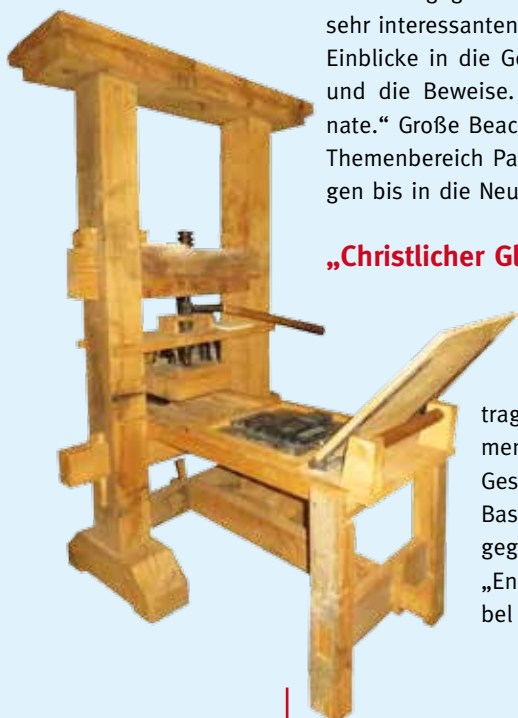 sehr interessanten
Einblicke in die Ge
und die Beweise.
nate.“ Große Beac
Themenbereich Pa
gen bis in die Neu
„Christlicher Gl
trag
men
Ges
Bas
geg
„En
bel